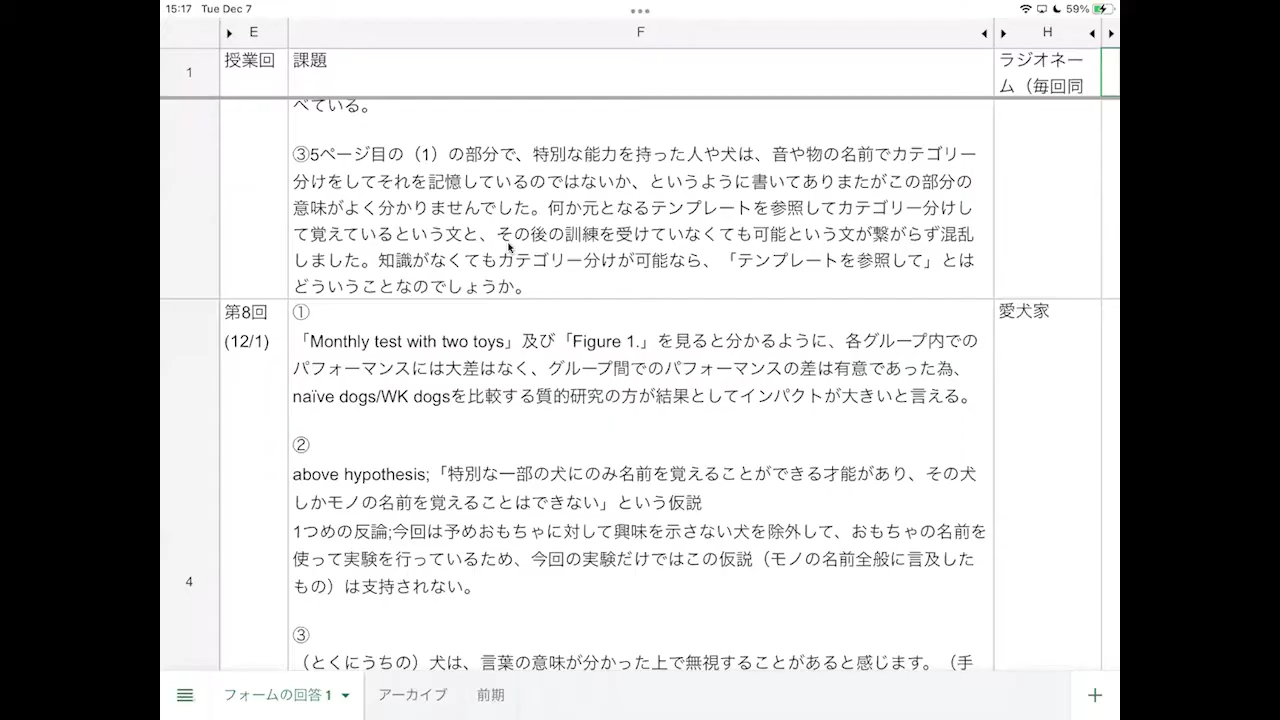 15:17 Tue Dec 7
59%
E F H
1 授業回 課題 ラジオネー
ム（毎回同
べている。
③5ページ目の（1）の部分で、特別な能力を持った人や犬は、音や物の名前でカテゴリー
分けをしてそれを記憶しているのではないか、というように書いてありまたがこの部分の
意味がよく分かりませんでした。何か元となるテンプレートを参照してカテゴリー分けし
て覚えているという文と、その後の訓練を受けていなくても可能という文が繋がらず混乱
しました。知識がなくてもカテゴリー分けが可能なら、「テンプレートを参照して」とは
どういうことなのでしょうか。
第8回 ① 愛犬家
(12/1)
「Monthly test with two toys」及び「Figure 1.」を見ると分かるように、各グループ内での
パフォーマンスには大差はなく、グループ間でのパフォーマンスの差は有意であった為、
naïve dogs/WK dogsを比較する質的研究の方が結果としてインパクトが大きいと言える。
②
above hypothesis;「特別な一部の犬にのみ名前を覚えることができる才能があり、その犬
しかモノの名前を覚えることはできない」という仮説
1つめの反論;今回は予めおもちゃに対して興味を示さない犬を除外して、おもちゃの名前を
使って実験を行っているため、今回の実験だけではこの仮説（モノの名前全般に言及した
4
もの）は支持されない。
③
（とくにうちの）犬は、言葉の意味が分かった上で無視することがあると感じます。（手
フォームの回答 1 アーカイブ 前期